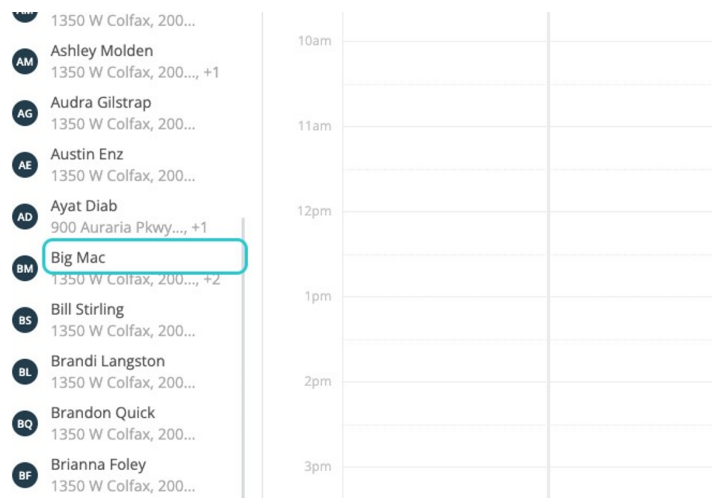 1350 W Colfax, 200...
AM
Ashley Molden
1350 W Colfax, 200..., +1
AG
Audra Gilstrap
1350 W Colfax, 200...
AE
Austin Enz
1350 W Colfax, 200...
AD
Ayat Diab
900 Auraria Pkwy..., +1
BM
Big Mac
1350 W Colfax, 200..., +2
BS
Bill Stirling
1350 W Colfax, 200...
BL
Brandi Langston
1350 W Colfax, 200...
BQ
Brandon Quick
1350 W Colfax, 200...
BF
Brianna Foley
1350 W Colfax, 200...
10am
11am
12pm
1pm
2pm
3pm